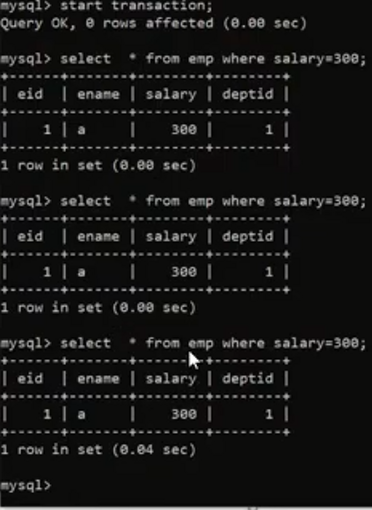 mysql> start transaction;
Query OK, 0 rows affected (0.00 sec)
mysql> select  * from emp where salary=300;
+------+-------+--------+--------+
| eid  | ename | salary | deptid |
+------+-------+--------+--------+
|    1 | a     |    300 |      1 |
+------+-------+--------+--------+
1 row in set (0.00 sec)
mysql> select  * from emp where salary=300;
+------+-------+--------+--------+
| eid  | ename | salary | deptid |
+------+-------+--------+--------+
|    1 | a     |    300 |      1 |
+------+-------+--------+--------+
1 row in set (0.00 sec)
mysql> select  * from emp where salary=300;
+------+-------+--------+--------+
| eid  | ename | salary | deptid |
+------+-------+--------+--------+
|    1 | a     |    300 |      1 |
+------+-------+--------+--------+
1 row in set (0.04 sec)
mysql>